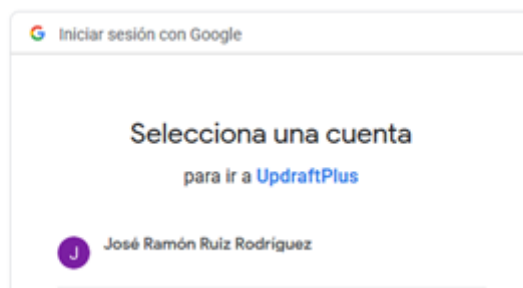 Iniciar sesión con Google
Selecciona una cuenta
para ir a UpdraftPlus
J
José Ramón Ruiz Rodríguez